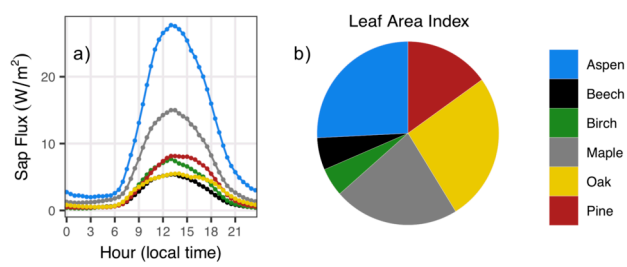 a)
Sap Flux (W/m²)
20
10
0
0 3 6 9 12 15 18 21
Hour (local time)
Leaf Area Index
b)
Aspen
Beech
Birch
Maple
Oak
Pine